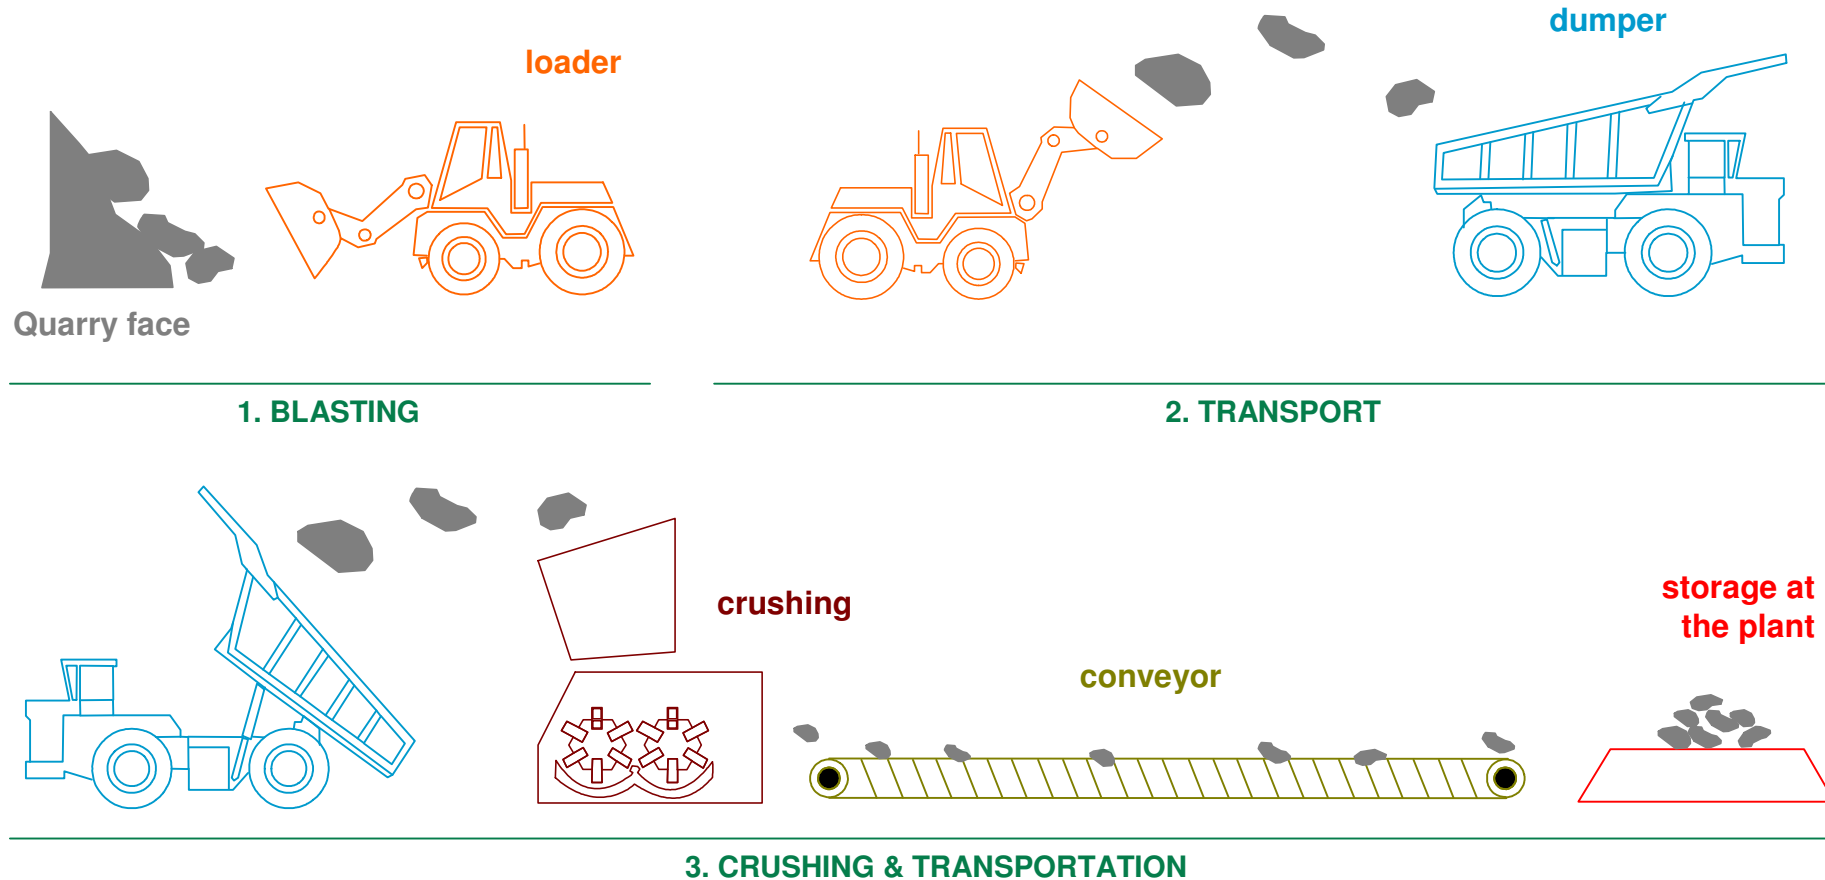 loader
dumper
Quarry face
1. BLASTING
2. TRANSPORT
crushing
conveyor
storage at
the plant
3. CRUSHING & TRANSPORTATION